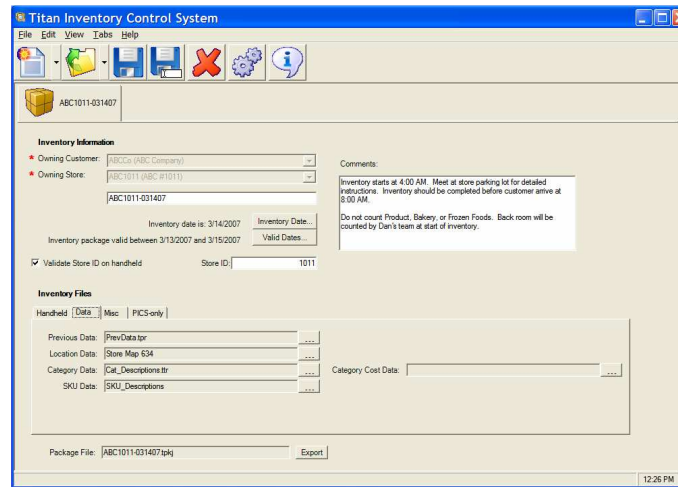 Titan Inventory Control System
File Edit View Tabs Help
ABC1011-031407
Inventory Information
* Owning Customer: ABCCo (ABC Company)
* Owning Store: ABC1011 (ABC #1011)
ABC1011-031407
Inventory date is: 3/14/2007 Inventory Date...
Inventory package valid between 3/13/2007 and 3/15/2007 Valid Dates...
Validate Store ID on handheld Store ID: 1011
Comments:
Inventory starts at 4:00 AM. Meet at store parking lot for detailed
instructions. Inventory should be completed before customer arrive at
8:00 AM.
Do not count Product, Bakery, or Frozen Foods. Back room will be
counted by Dan's team at start of inventory.
Inventory Files
Handheld Data Misc PICS-only
Previous Data: PrevData.tpr ...
Location Data: Store Map 634 ...
Category Data: Cat_Descriptions.ttr ... Category Cost Data: ...
SKU Data: SKU_Descriptions ...
Package File: ABC1011-031407.tpkj Export
12:26 PM